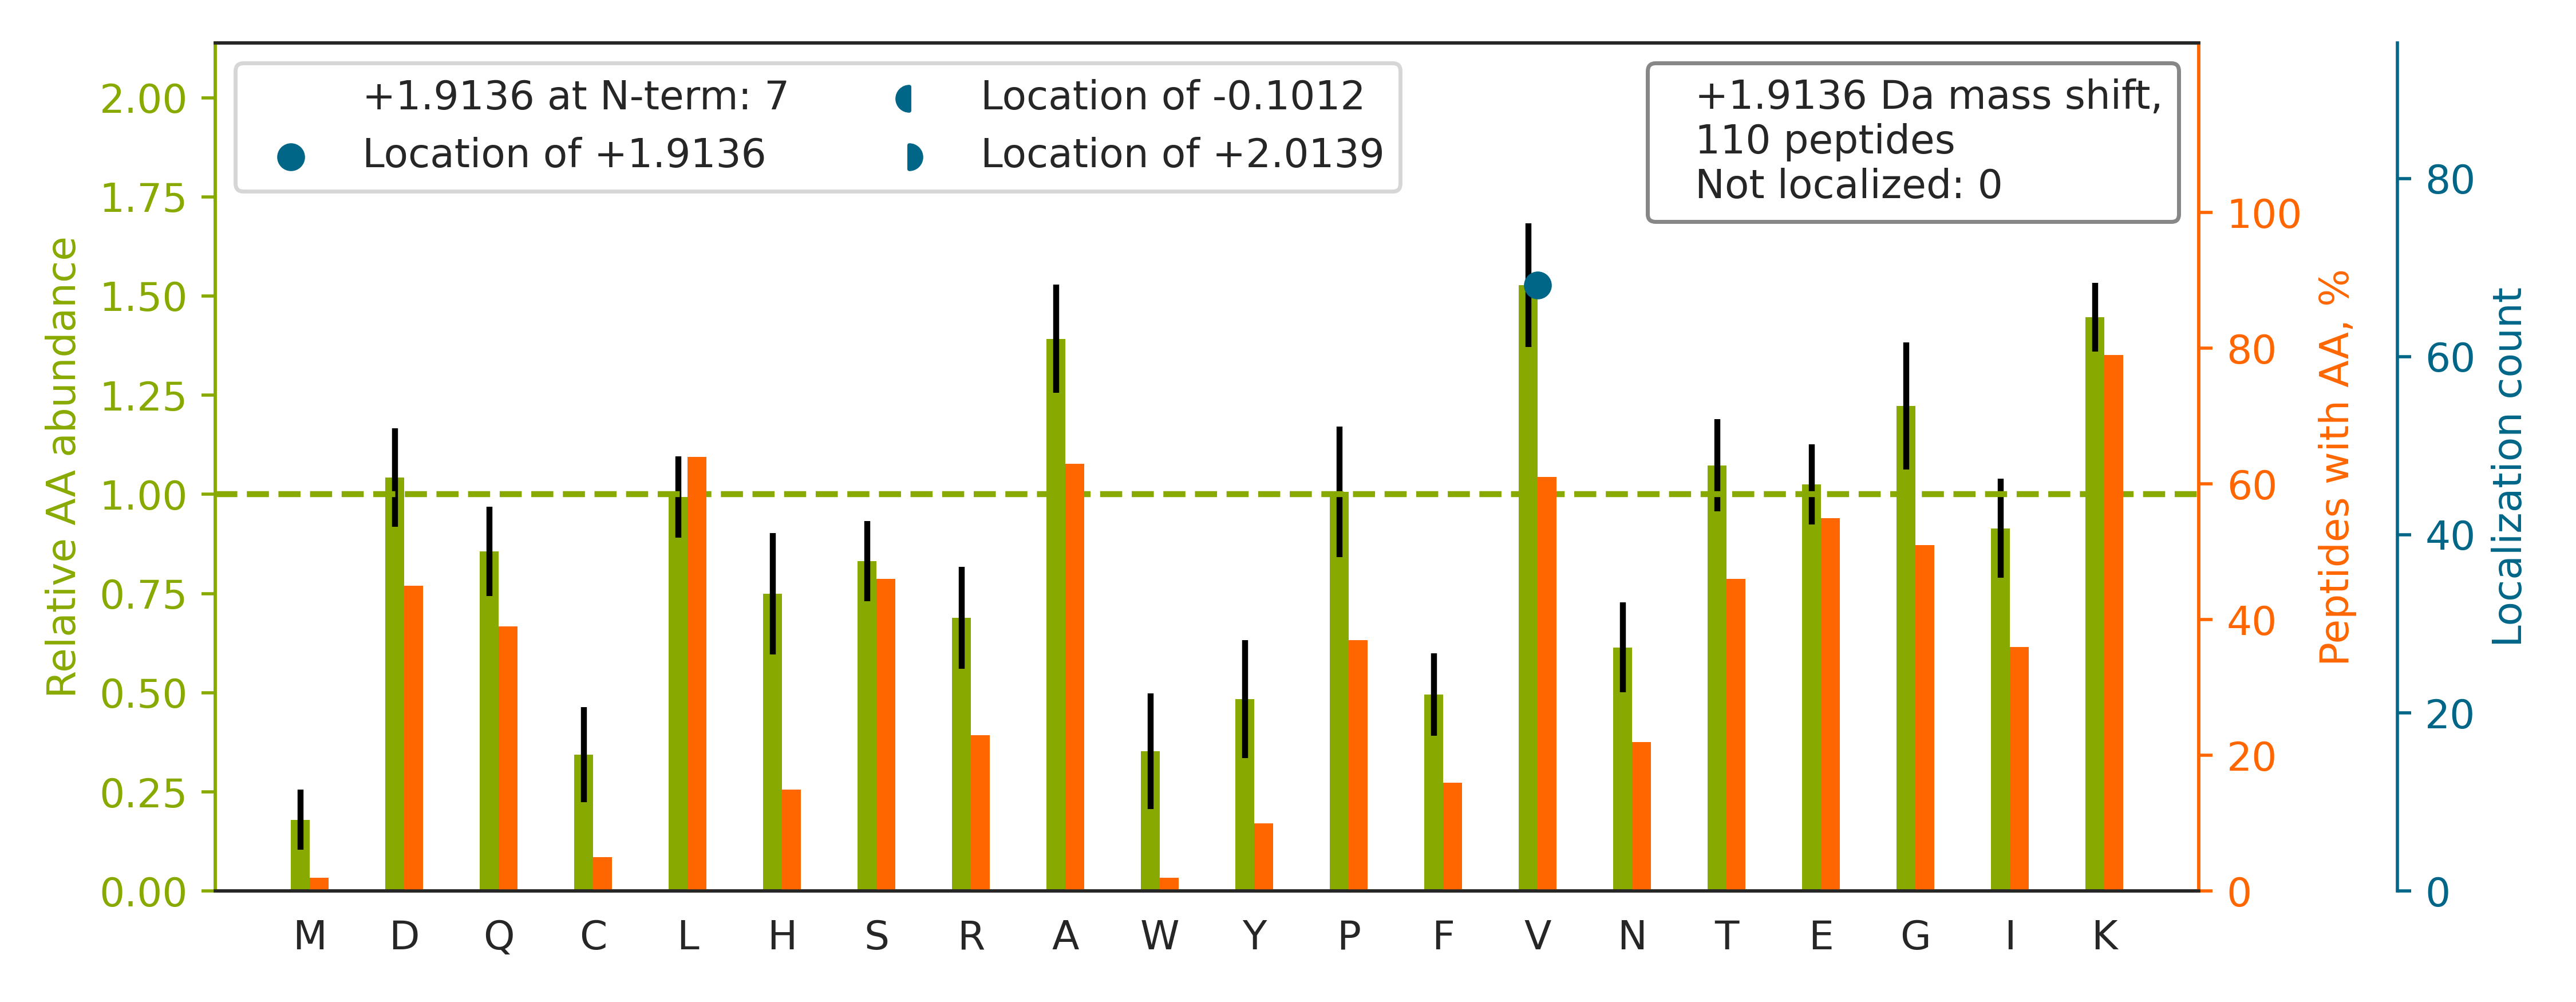 +1.9136 at N-term: 7
Location of +1.9136
Location of -0.1012
Location of +2.0139
+1.9136 Da mass shift,
110 peptides
Not localized: 0
Relative AA abundance
2.00
1.75
1.50
1.25
1.00
0.75
0.50
0.25
0.00
M D Q C L H S R A W Y P F V N T E G I K
100
80
60
40
20
0
Peptides with AA, %
80
60
40
20
0
Localization count